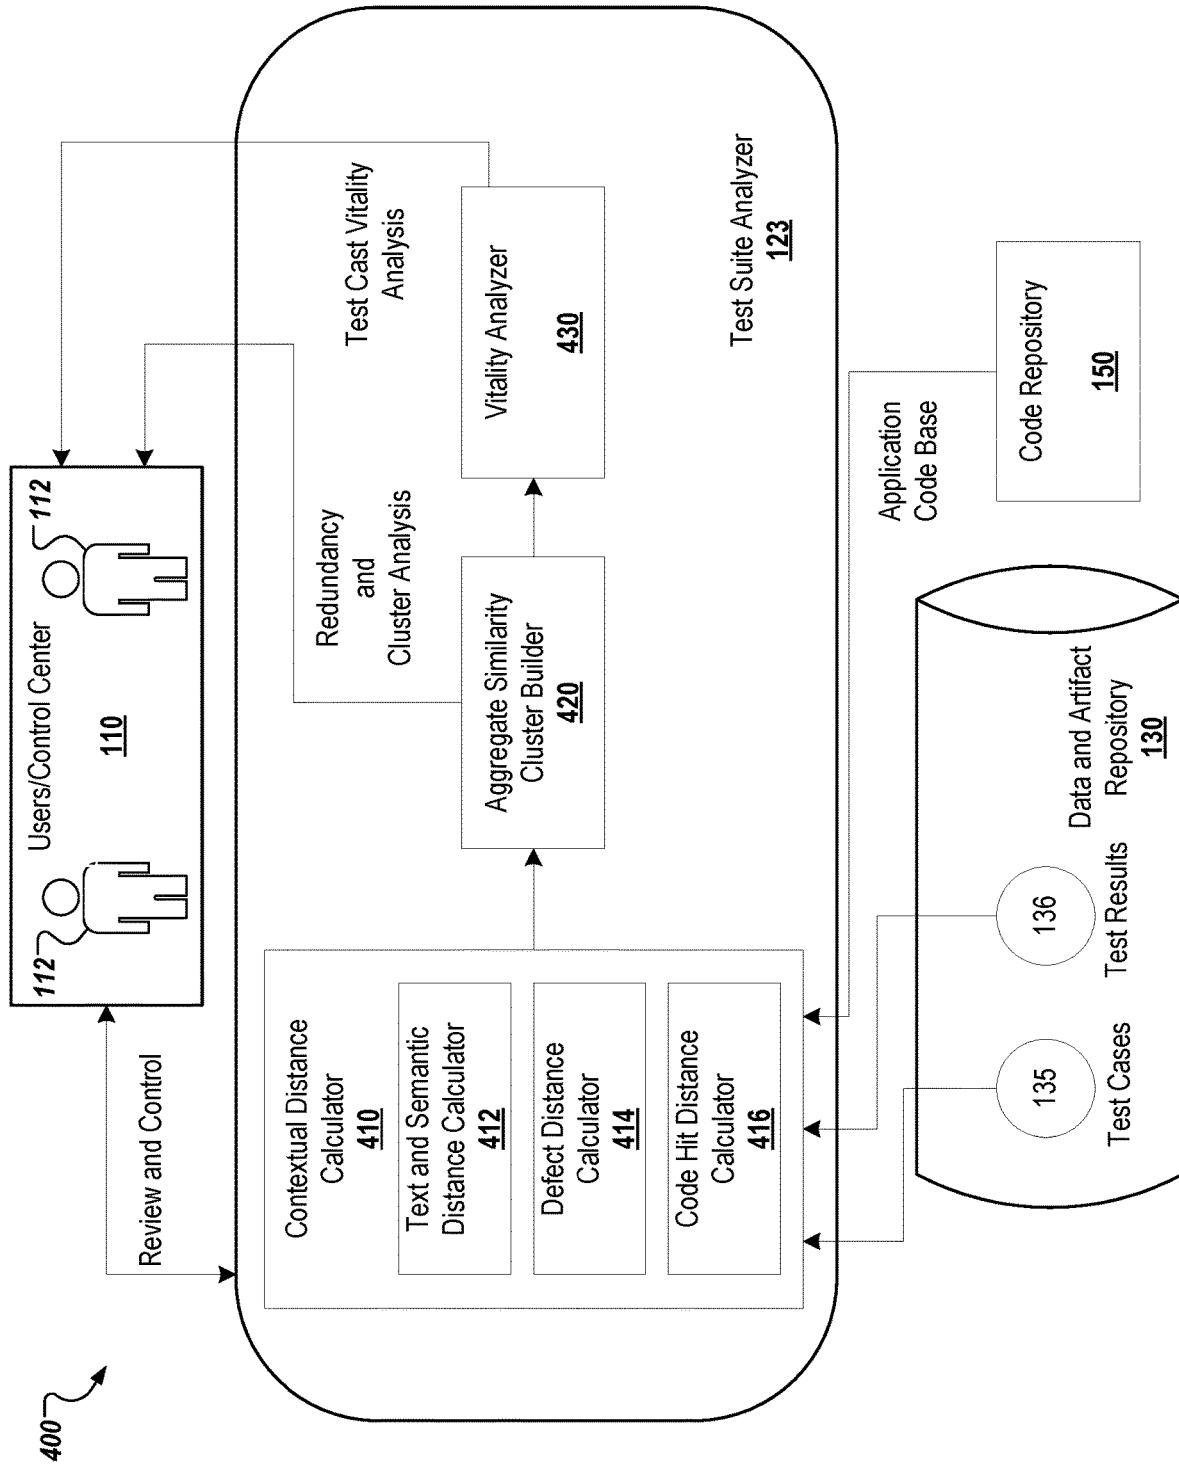 400
Review and Control
112
Users/Control Center
110
112
Contextual Distance
Calculator
410
Text and Semantic
Distance Calculator
412
Defect Distance
Calculator
414
Code Hit Distance
Calculator
416
Redundancy
and
Cluster Analysis
Aggregate Similarity
Cluster Builder
420
Test Cast Vitality
Analysis
Vitality Analyzer
430
Test Suite Analyzer
123
135
Test Cases
136
Test Results
Data and Artifact
Repository
130
Application
Code Base
Code Repository
150